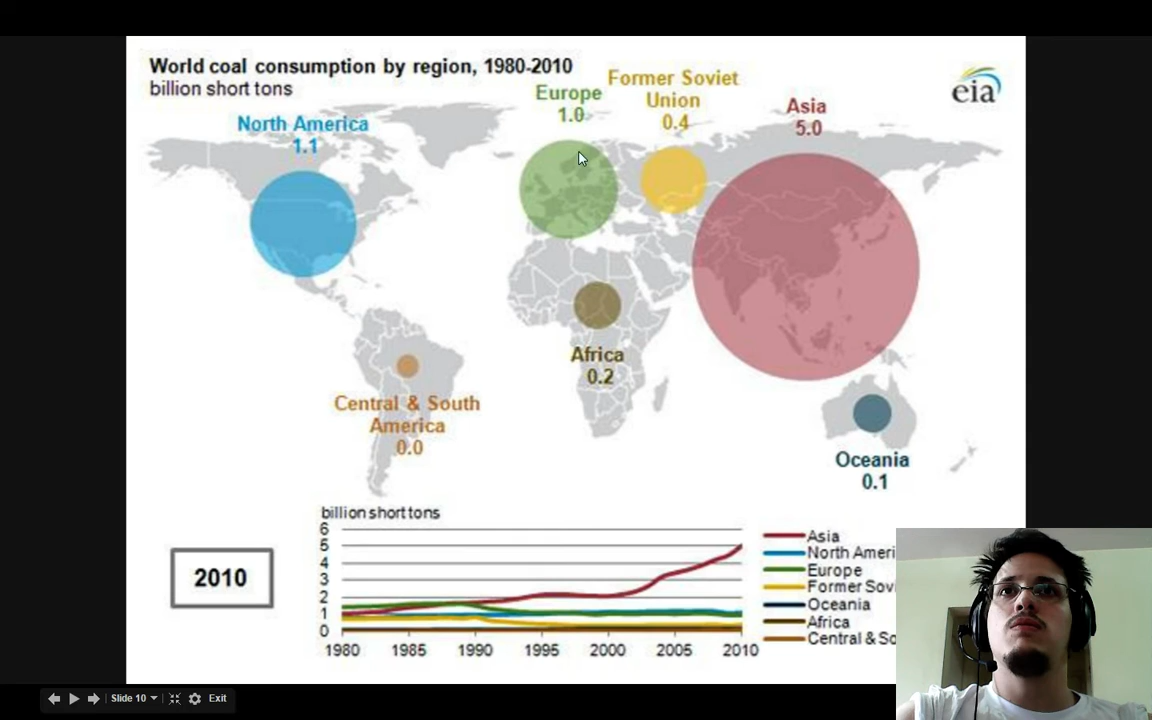 World coal consumption by region, 1980-2010
billion short tons
eia
North America
1.1
Europe
1.0
Former Soviet
Union
0.4
Asia
5.0
Africa
0.2
Central & South
America
0.0
Oceania
0.1
2010
billion short tons
6
5
4
3
2
1
0
1980 1985 1990 1995 2000 2005 2010
Asia
North Ameri
Europe
Former Sov
Oceania
Africa
Central & So
Slide 10
Exit